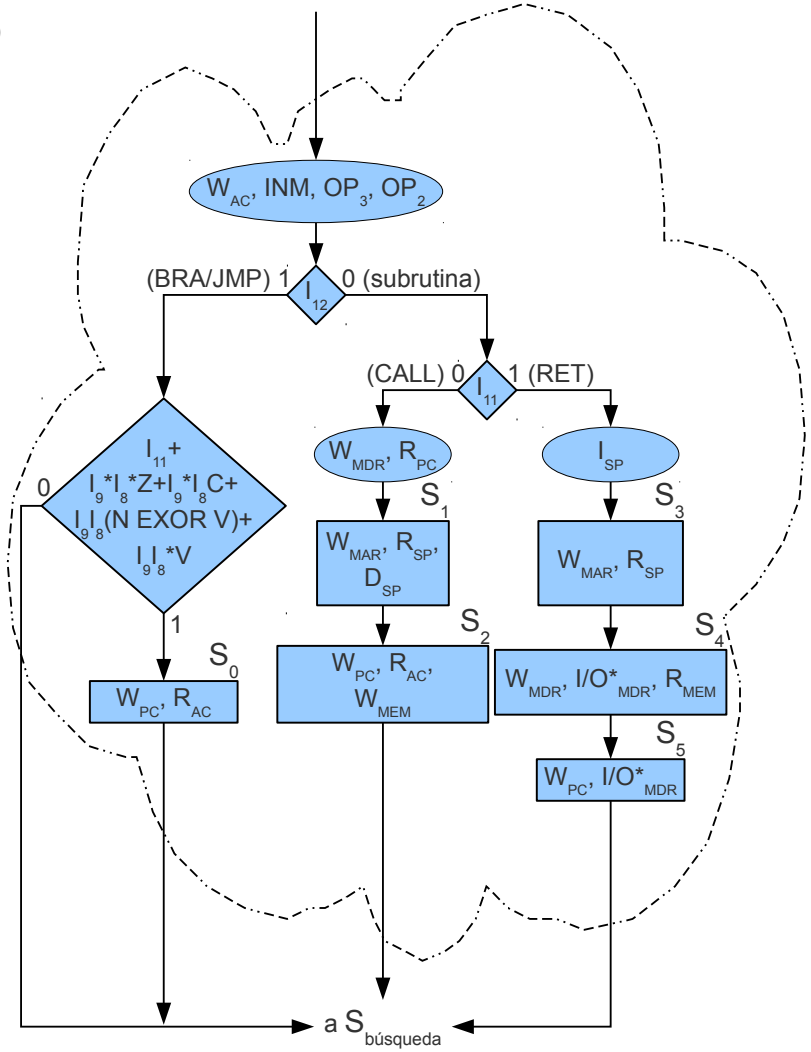 W_AC, INM, OP_3, OP_2
(BRA/JMP) 1
0 (subrutina)
I_12
(CALL) 0
1 (RET)
I_11
I_11+
I_9*I_8*Z+I_9*I_8C+
I_9I_8(N EXOR V)+
I_9I_8*V
0
1
W_MDR, R_PC
I_SP
S_1
S_3
W_MAR, R_SP,
D_SP
W_MAR, R_SP
S_0
S_2
S_4
W_PC, R_AC
W_PC, R_AC,
W_MEM
W_MDR, I/O*_MDR, R_MEM
S_5
W_PC, I/O*_MDR
a S_búsqueda